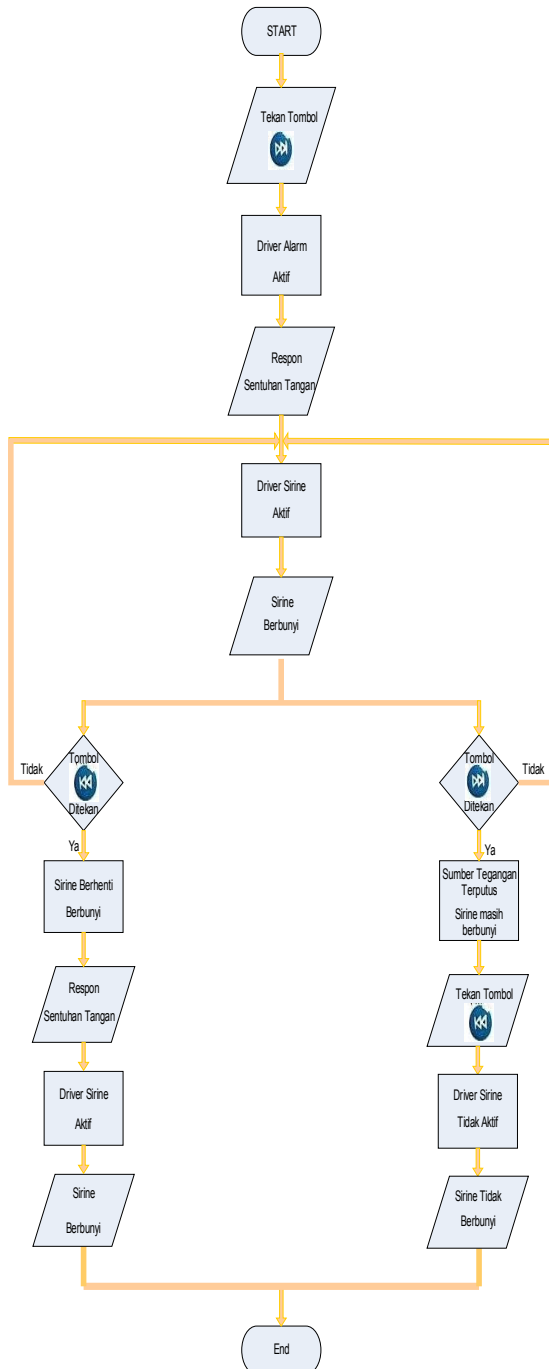 START
Tekan Tombol
Driver Alarm
Aktif
Respon
Sentuhan Tangan
Driver Sirine
Aktif
Sirine
Berbunyi
Tidak
Tombol
Ditekan
Ya
Sirine Berhenti
Berbunyi
Respon
Sentuhan Tangan
Driver Sirine
Aktif
Sirine
Berbunyi
Tombol
Ditekan
Tidak
Ya
Sumber Tegangan
Terputus
Sirine masih
berbunyi
Tekan Tombol
Driver Sirine
Tidak Aktif
Sirine Tidak
Berbunyi
End